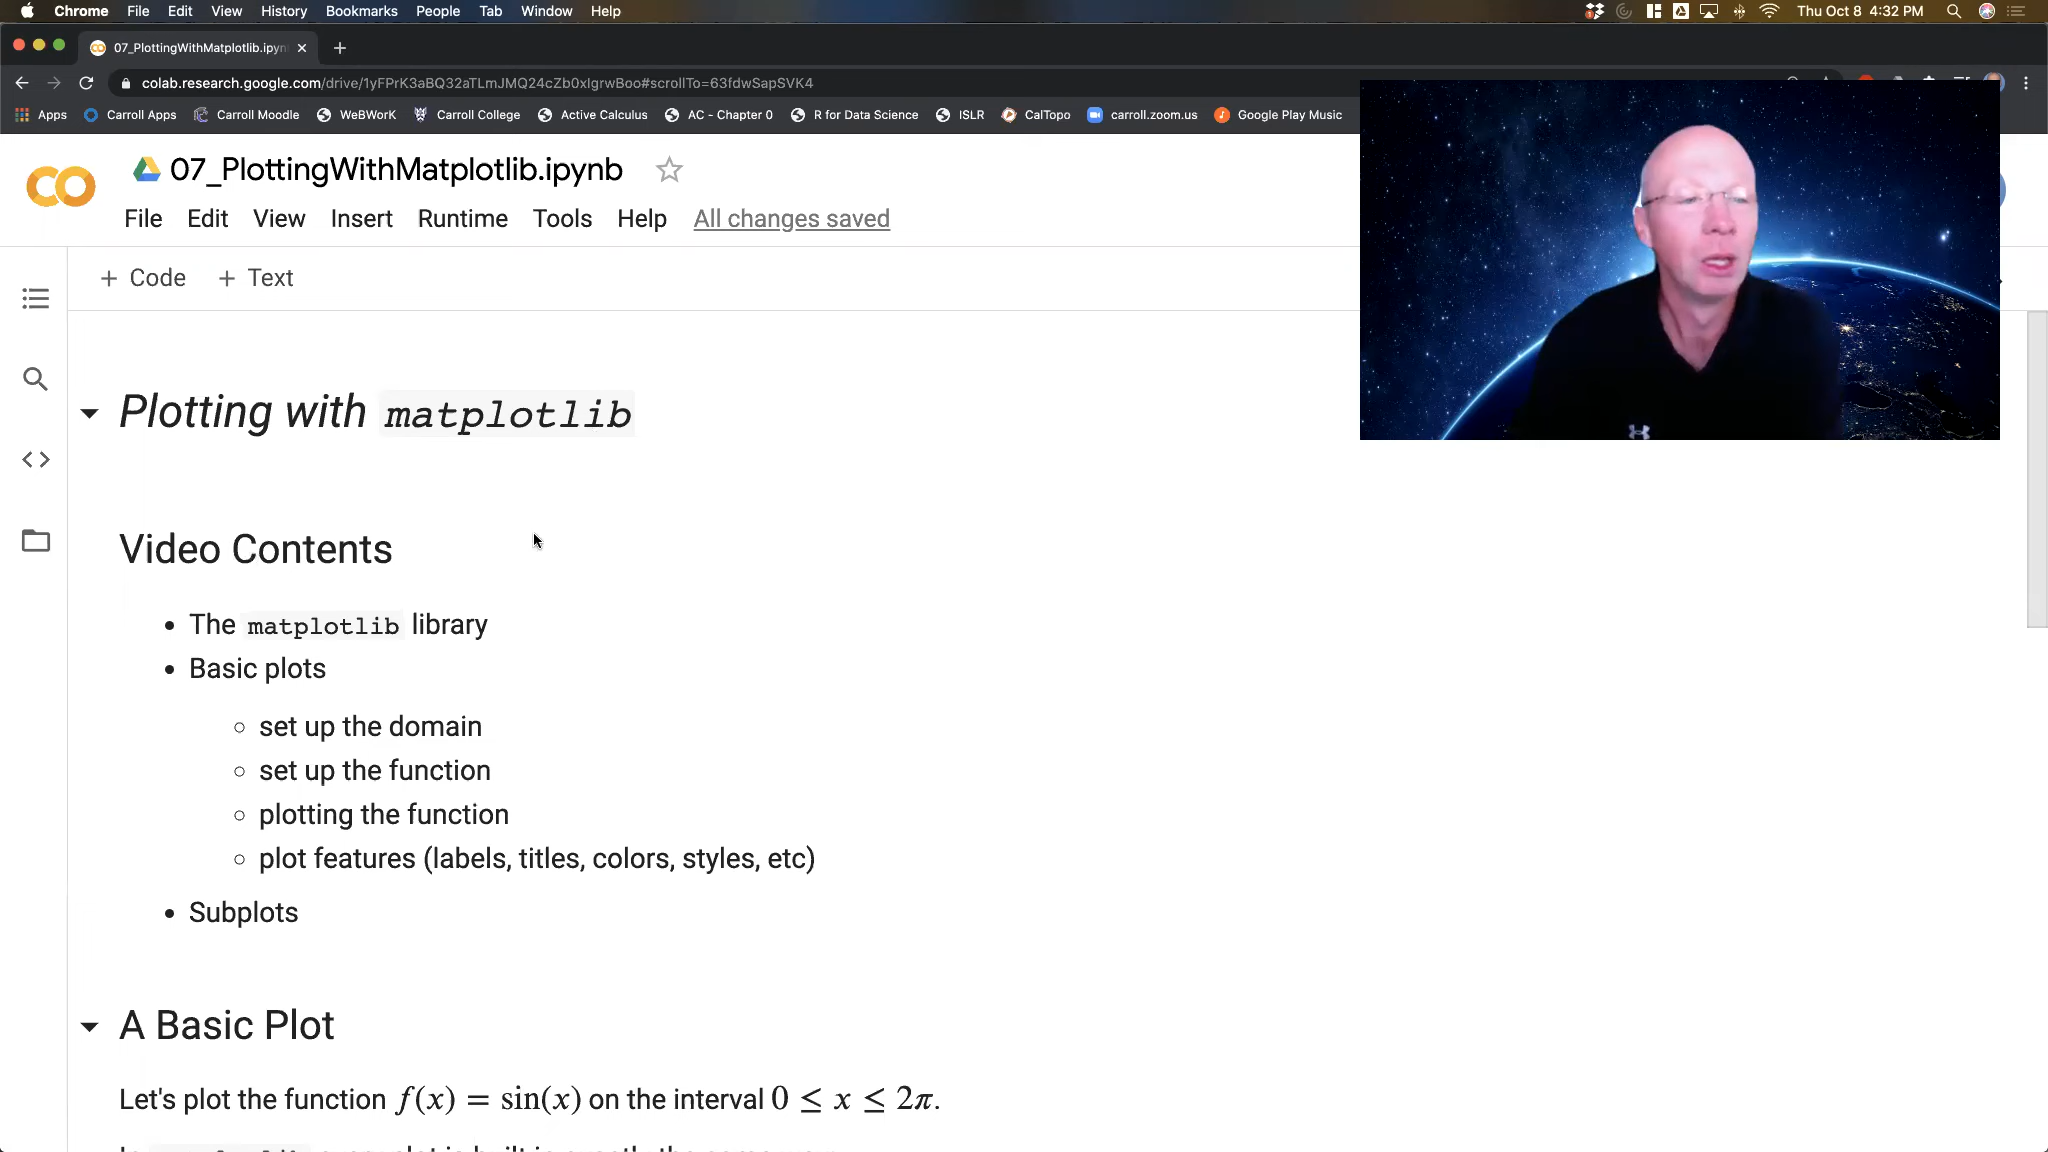 Chrome File Edit View History Bookmarks People Tab Window Help
Thu Oct 8 4:32 PM
07_PlottingWithMatplotlib.ipyn
colab.research.google.com/drive/1yFPrK3aBQ32aTLmJMQ24cZb0xIgrwBoo#scrollTo=63fdwSapSVK4
Apps Carroll Apps Carroll Moodle WeBWorK Carroll College Active Calculus AC - Chapter 0 R for Data Science ISLR CalTopo carroll.zoom.us Google Play Music
07_PlottingWithMatplotlib.ipynb
File Edit View Insert Runtime Tools Help All changes saved
+ Code + Text
Plotting with matplotlib
Video Contents
• The matplotlib library
• Basic plots
○ set up the domain
○ set up the function
○ plotting the function
○ plot features (labels, titles, colors, styles, etc)
• Subplots
A Basic Plot
Let's plot the function f(x) = sin(x) on the interval 0 ≤ x ≤ 2π.